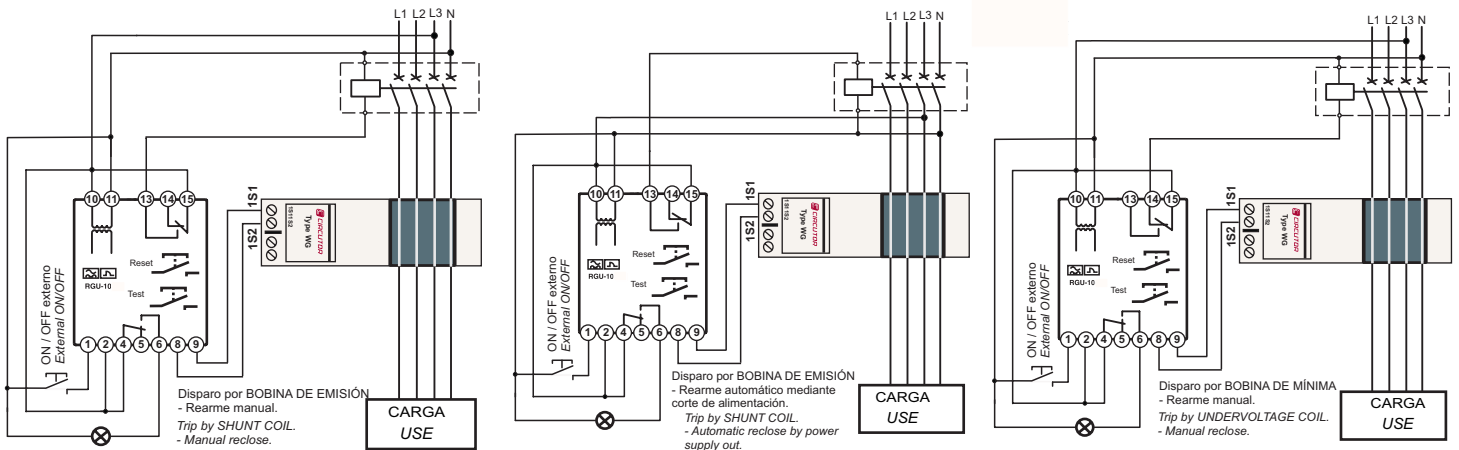 L1 L2 L3 N
10 11 13 14 15
1S1
1S2
1S1 1S2
CIRCUTOR
Type WG
Reset
Test
RGU-10
ON / OFF externo
External ON/OFF
1 2 4 5 6 8 9
Disparo por BOBINA DE EMISIÓN
- Rearme manual.
Trip by SHUNT COIL.
- Manual reclose.
CARGA
USE
L1 L2 L3 N
10 11 13 14 15
1S1
1S2
1S1 1S2
CIRCUTOR
Type WG
Reset
Test
RGU-10
ON / OFF externo
External ON/OFF
1 2 4 5 6 8 9
Disparo por BOBINA DE EMISIÓN
- Rearme automático mediante
corte de alimentación.
Trip by SHUNT COIL.
- Automatic reclose by power
supply out.
CARGA
USE
L1 L2 L3 N
10 11 13 14 15
1S1
1S2
1S1 1S2
CIRCUTOR
Type WG
Reset
Test
RGU-10
ON / OFF externo
External ON/OFF
1 2 4 5 6 8 9
Disparo por BOBINA DE MÍNIMA
- Rearme manual.
Trip by UNDERVOLTAGE COIL.
- Manual reclose.
CARGA
USE